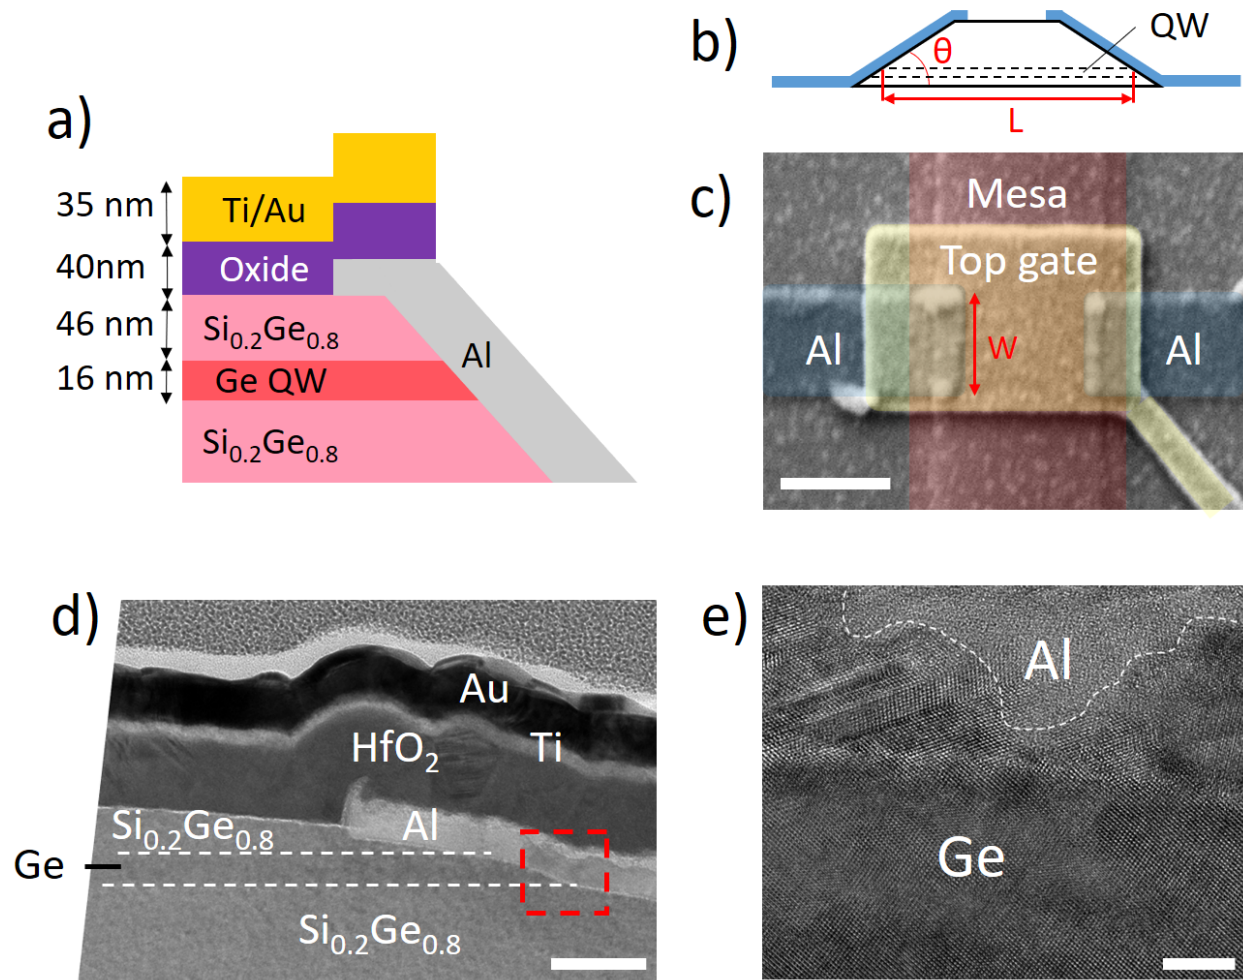 a)
35 nm
Ti/Au
40nm
Oxide
46 nm
Si0.2Ge0.8
Al
16 nm
Ge QW
Si0.2Ge0.8
b)
QW
θ
L
c)
Mesa
Top gate
Al
W
Al
d)
Au
HfO2
Ti
Si0.2Ge0.8
Al
Ge
Si0.2Ge0.8
e)
Al
Ge